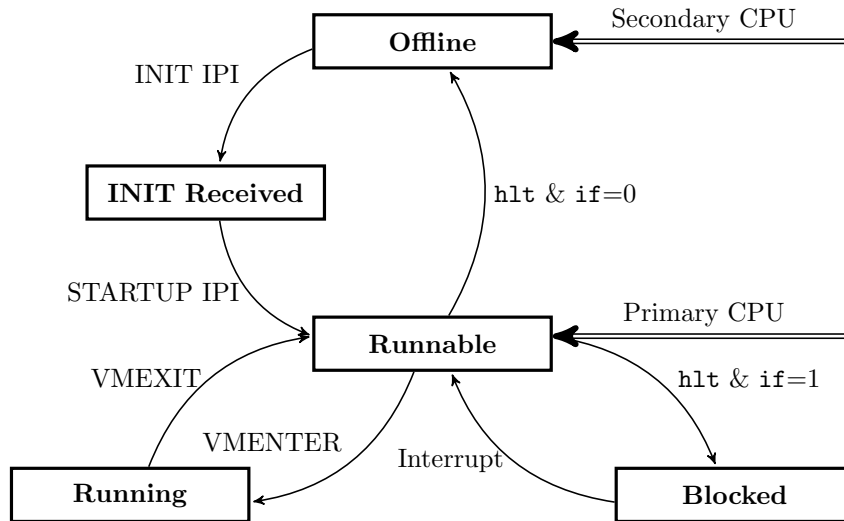 Secondary CPU
Offline
INIT IPI
INIT Received
hlt & if=0
STARTUP IPI
Primary CPU
Runnable
VMEXIT
hlt & if=1
VMENTER
Interrupt
Running
Blocked